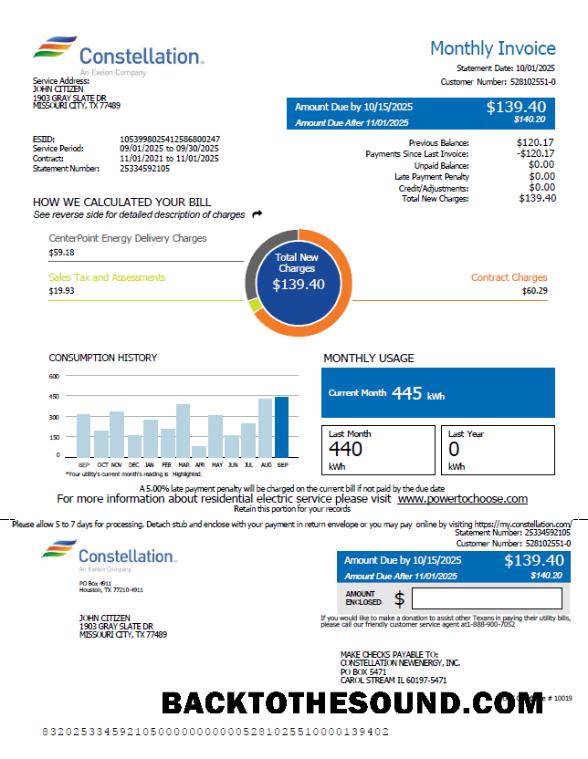 Constellation®
An Exelon Company
Monthly Invoice
Statement Date: 10/01/2025
Customer Number: 528102551-0
Service Address:
JOHN CITIZEN
1903 GRAY SLATE DR
MISSOURI CITY, TX 77489
Amount Due by 10/15/2025 $139.40
Amount Due After 11/01/2025 $140.20
ESIID: 1053998025412586800247
Service Period: 09/01/2025 to 09/30/2025
Contract: 11/01/2021 to 11/01/2025
Statement Number: 25334592105
Previous Balance: $120.17
Payments Since Last Invoice: -$120.17
Unpaid Balance: $0.00
Late Payment Penalty $0.00
Credit/Adjustments: $0.00
Total New Charges: $139.40
HOW WE CALCULATED YOUR BILL
See reverse side for detailed description of charges
CenterPoint Energy Delivery Charges
$59.18
Sales Tax and Assessments
$19.93
Total New
Charges
$139.40
Contract Charges
$60.29
CONSUMPTION HISTORY
600
450
300
150
0
SEP OCT NOV DEC JAN FEB MAR APR MAY JUN JUL AUG SEP
*Your utility's current month's reading is Highlighted.
MONTHLY USAGE
Current Month 445 kWh
Last Month
440
kWh
Last Year
0
kWh
A 5.00% late payment penalty will be charged on the current bill if not paid by the due date
For more information about residential electric service please visit www.powertochoose.com
Retain this portion for your records
Please allow 5 to 7 days for processing. Detach stub and enclose with your payment in return envelope or you may pay online by visiting https://my.constellation.com/
Statement Number: 25334592105
Customer Number: 528102551-0
Constellation®
An Exelon Company
PO Box 4911
Houston, TX 77210-4911
Amount Due by 10/15/2025 $139.40
Amount Due After 11/01/2025 $140.20
AMOUNT
ENCLOSED $
JOHN CITIZEN
1903 GRAY SLATE DR
MISSOURI CITY, TX 77489
If you would like to make a donation to assist other Texans in paying their utility bills,
please call our friendly customer service agent at1-888-900-7052
MAKE CHECKS PAYABLE TO:
CONSTELLATION NEWENERGY, INC.
PO BOX 5471
CAROL STREAM IL 60197-5471
# 10019
BACKTOTHESOUND.COM